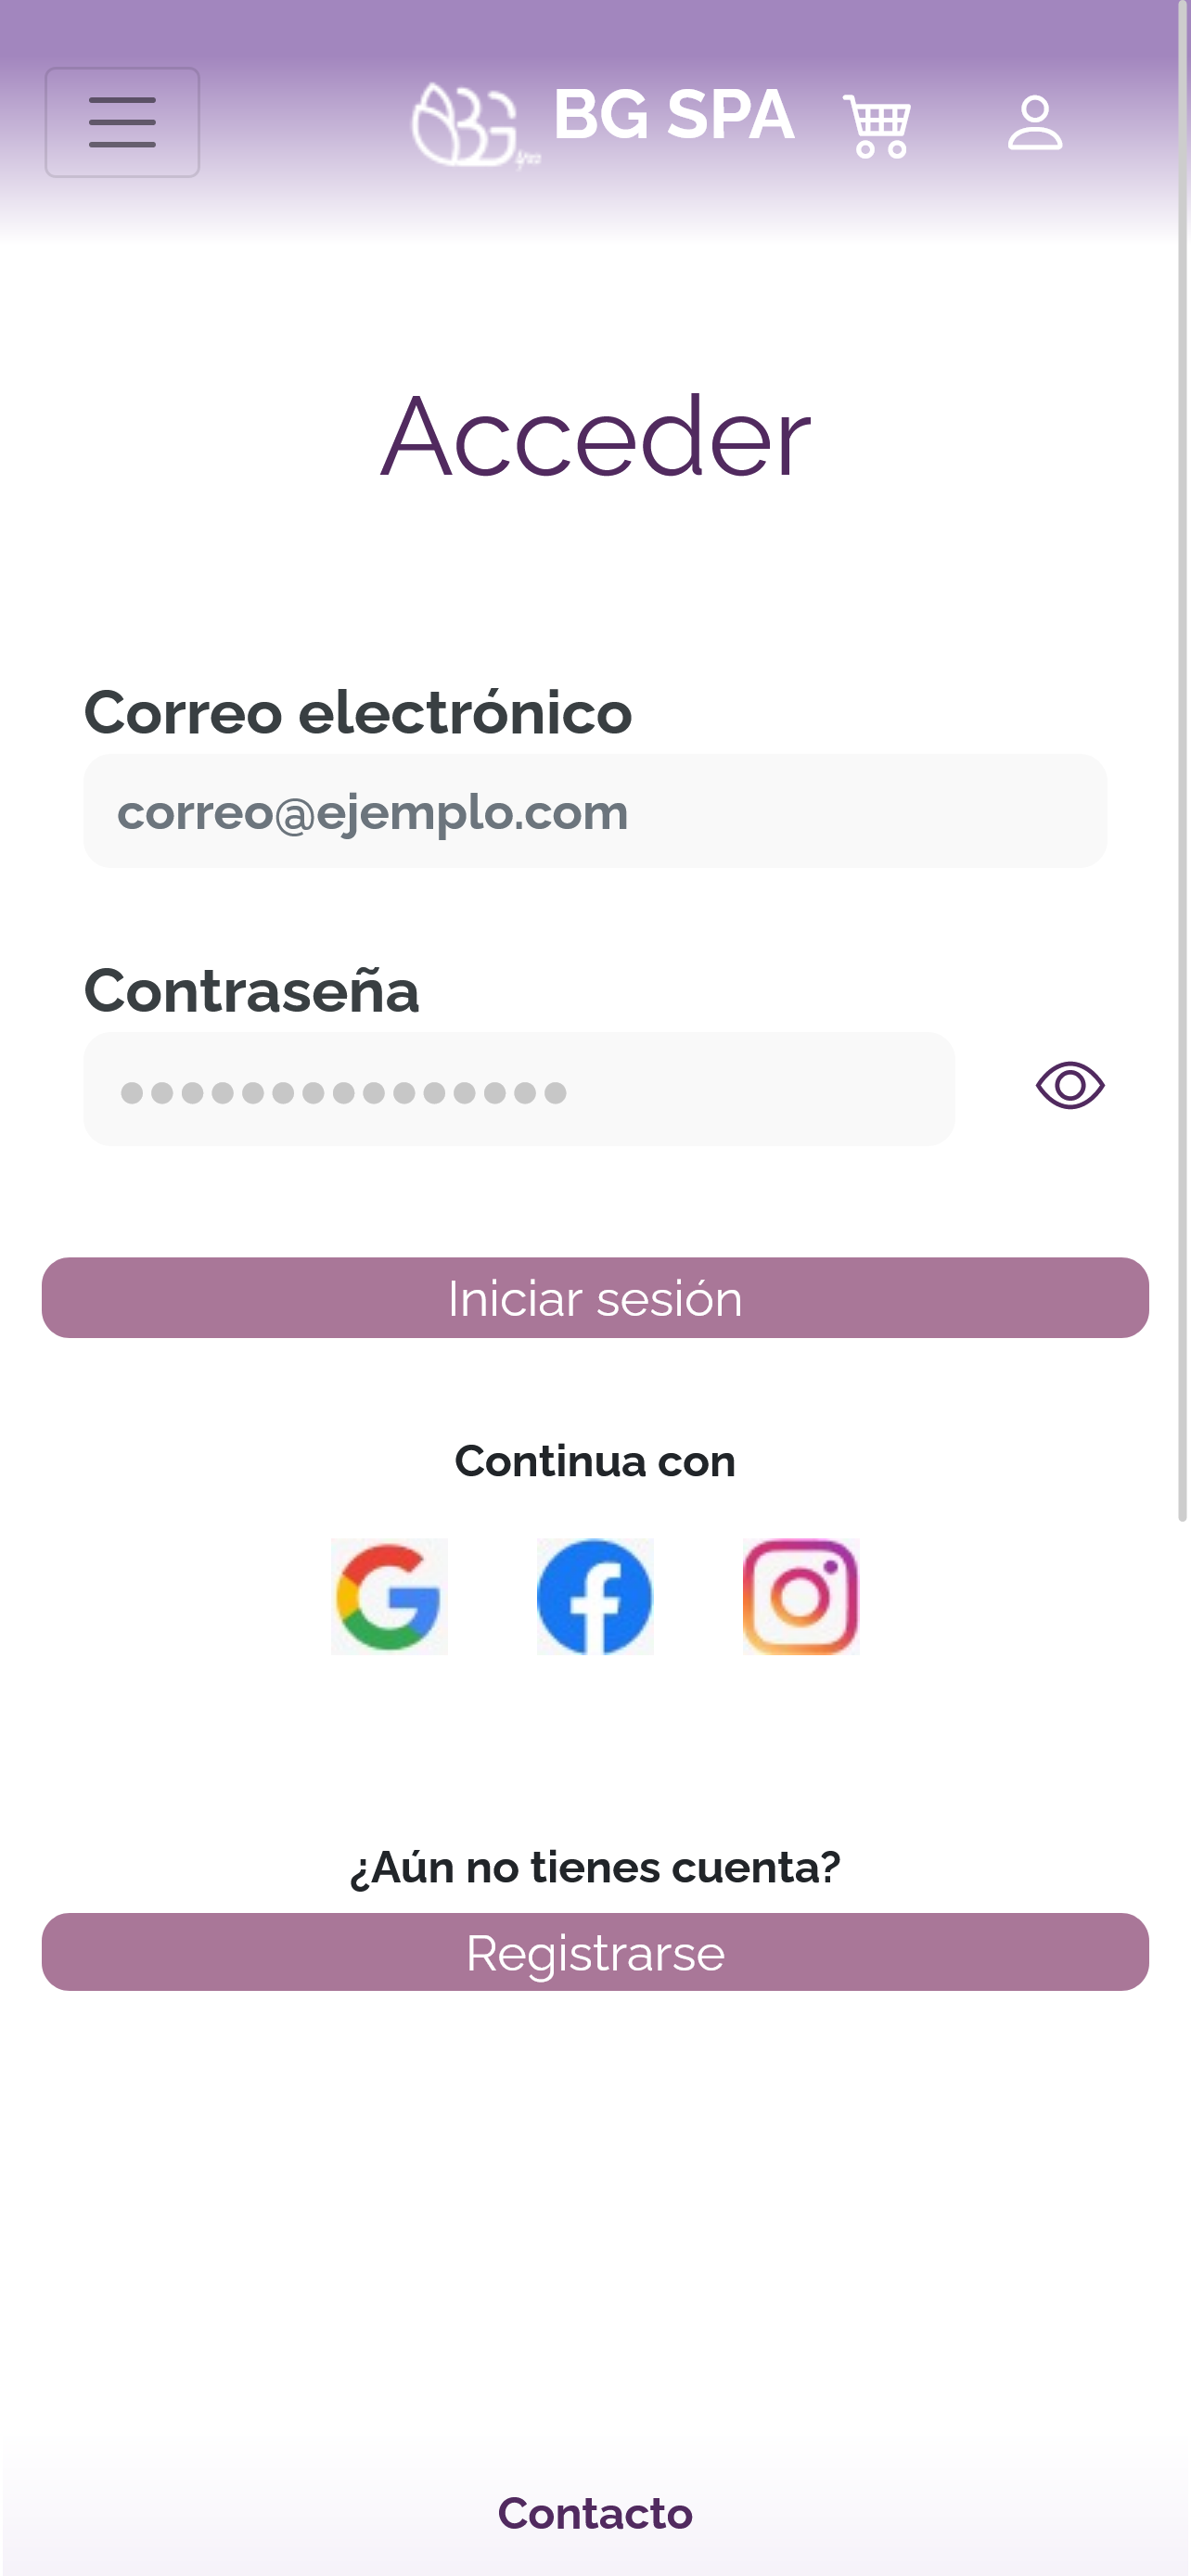 BG SPA
Acceder
Correo electrónico
correo@ejemplo.com
Contraseña
Iniciar sesión
Continua con
¿Aún no tienes cuenta?
Registrarse
Contacto